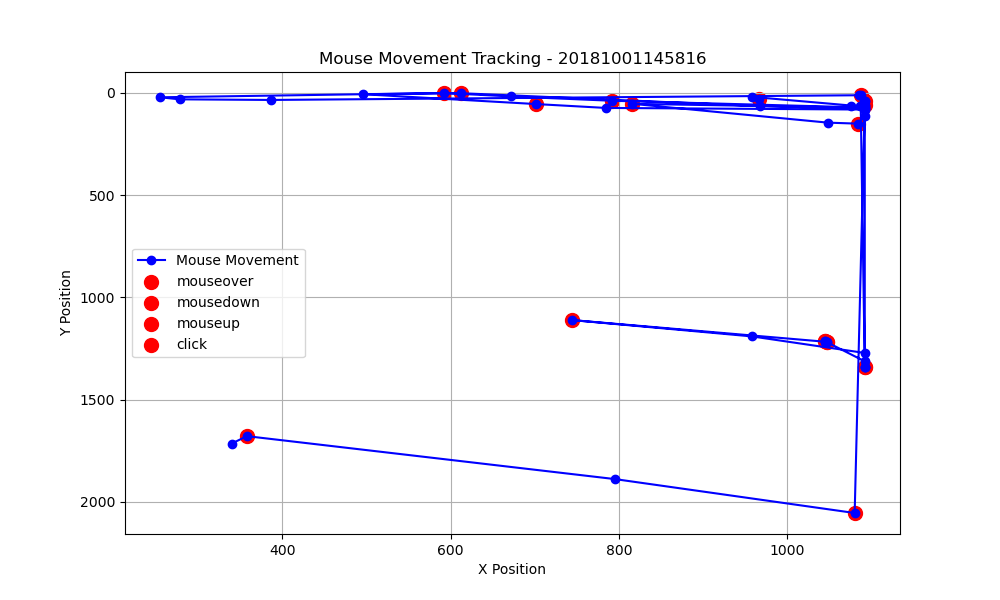 Mouse Movement Tracking - 20181001145816
0
500
1000
1500
2000
Y Position
Mouse Movement
mouseover
mousedown
mouseup
click
400
600
800
1000
X Position